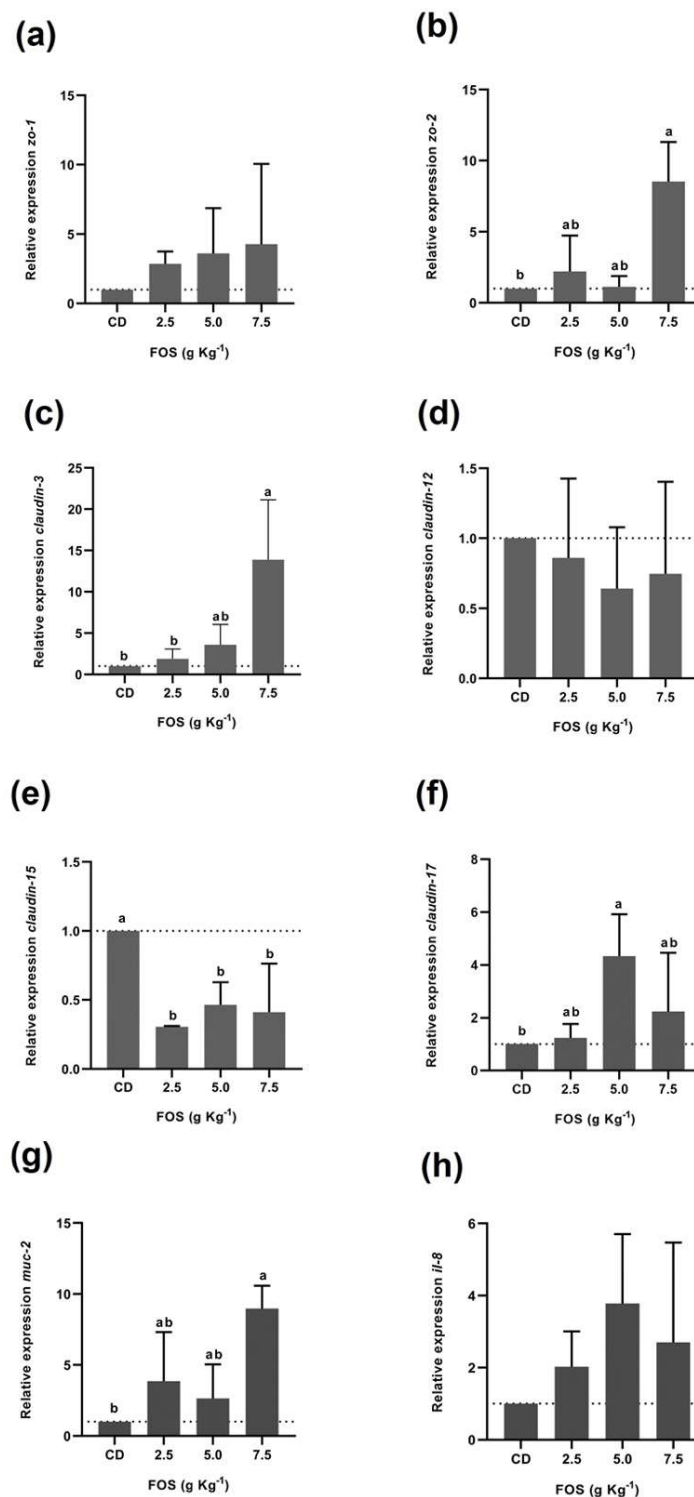 (a)
Relative expression zo-1
15
10
5
0
CD 2.5 5.0 7.5
FOS (g Kg⁻¹)
(b)
Relative expression zo-2
15
10
5
0
b ab ab a
CD 2.5 5.0 7.5
FOS (g Kg⁻¹)
(c)
Relative expression claudin-3
25
20
15
10
5
0
b b ab a
CD 2.5 5.0 7.5
FOS (g Kg⁻¹)
(d)
Relative expression claudin-12
1.5
1.0
0.5
0.0
CD 2.5 5.0 7.5
FOS (g Kg⁻¹)
(e)
Relative expression claudin-15
1.5
1.0
0.5
0.0
a b b b
CD 2.5 5.0 7.5
FOS (g Kg⁻¹)
(f)
Relative expression claudin-17
8
6
4
2
0
b ab a ab
CD 2.5 5.0 7.5
FOS (g Kg⁻¹)
(g)
Relative expression muc-2
15
10
5
0
b ab ab a
CD 2.5 5.0 7.5
FOS (g Kg⁻¹)
(h)
Relative expression il-8
6
4
2
0
CD 2.5 5.0 7.5
FOS (g Kg⁻¹)